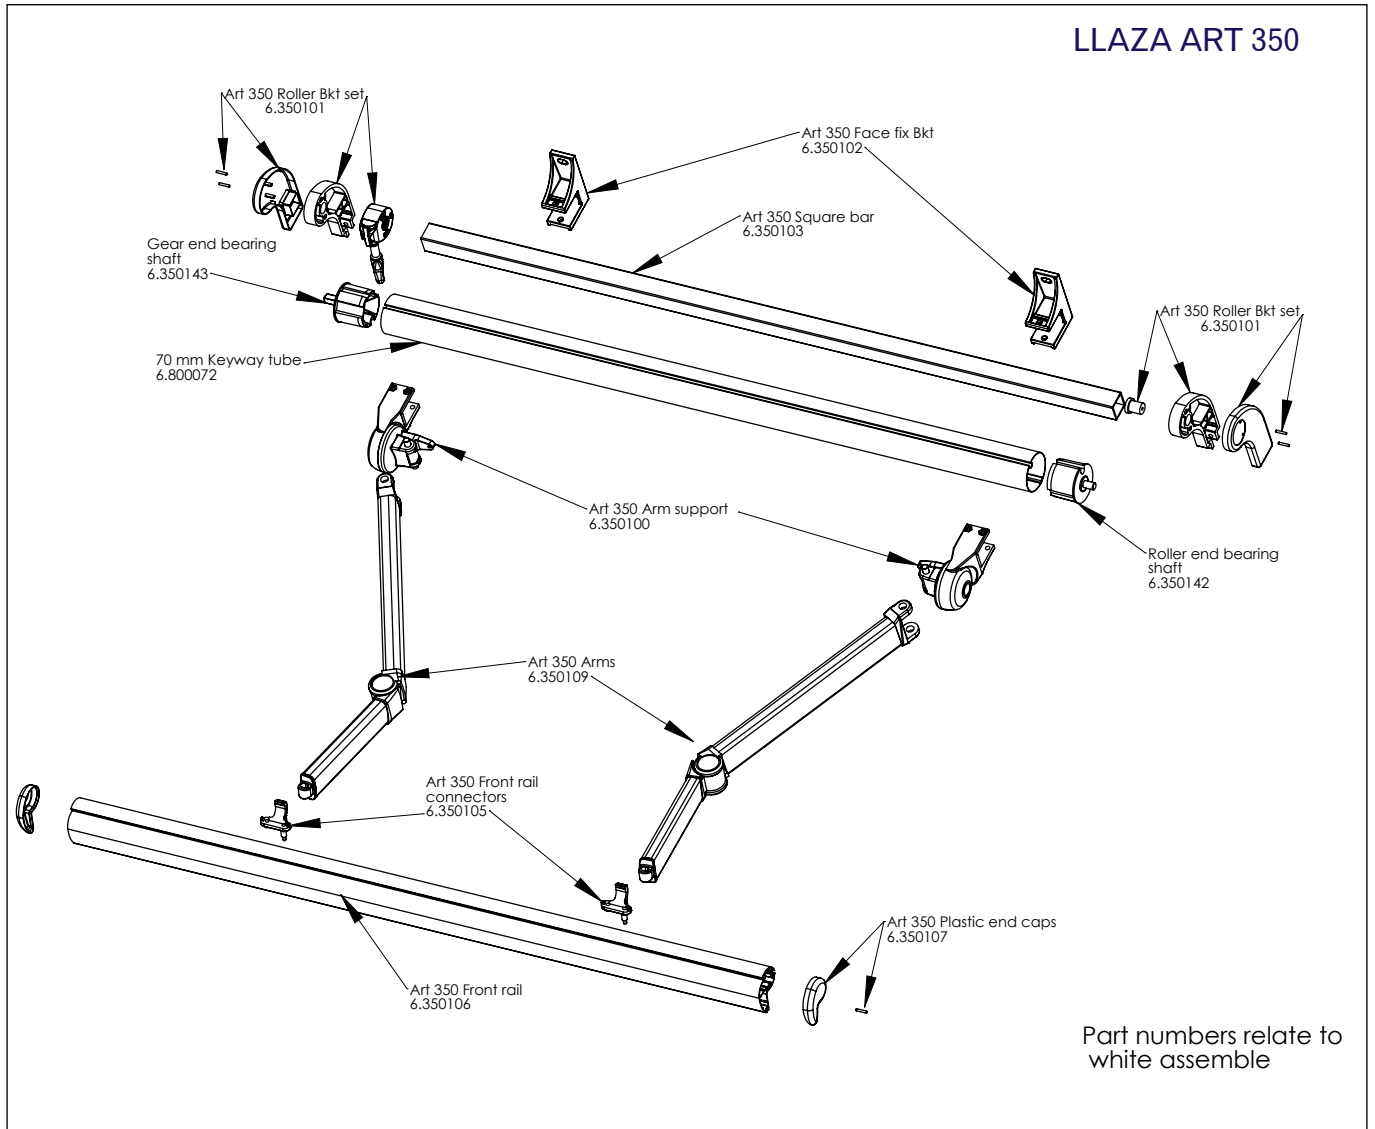 LLAZA ART 350
Art 350 Roller Bkt set
6.350101
Art 350 Face fix Bkt
6.350102
Art 350 Square bar
6.350103
Gear end bearing
shaft
6.350143
Art 350 Roller Bkt set
6.350101
70 mm Keyway tube
6.800072
Art 350 Arm support
6.350100
Roller end bearing
shaft
6.350142
Art 350 Arms
6.350109
Art 350 Front rail
connectors
6.350105
Art 350 Plastic end caps
6.350107
Art 350 Front rail
6.350106
Part numbers relate to
white assemble